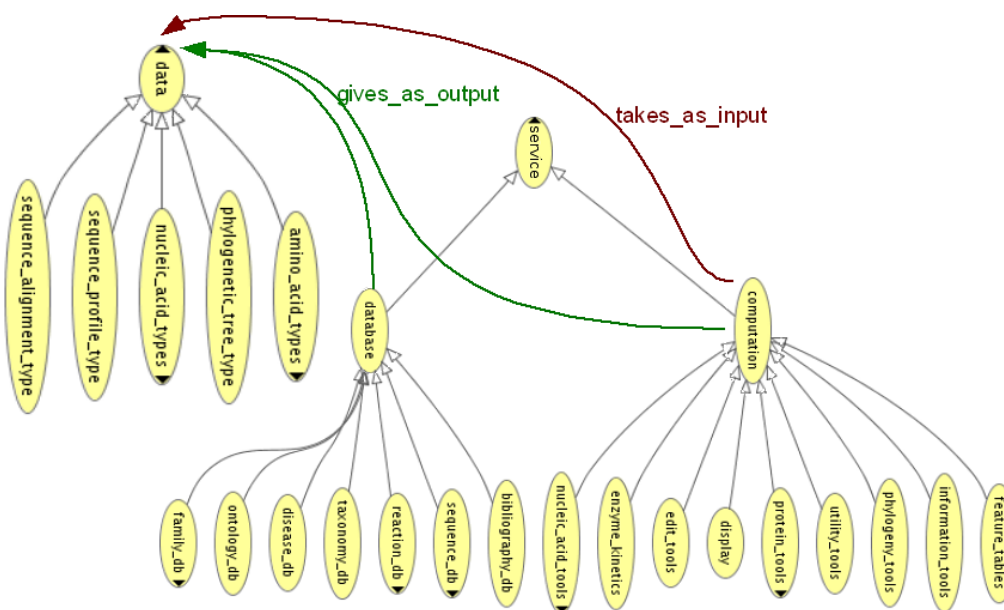 gives_as_output
takes_as_input
data
service
sequence_alignment_type
sequence_profile_type
nucleic_acid_types
phylogenetic_tree_type
amino_acid_types
database
computation
family_db
ontology_db
disease_db
taxonomy_db
reaction_db
sequence_db
bibliography_db
nucleic_acid_tools
enzyme_kinetics
edit_tools
display
protein_tools
utility_tools
phylogeny_tools
information_tools
feature_tables